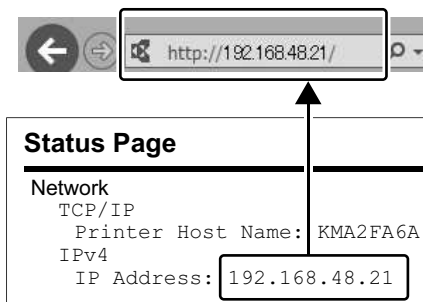 http://192.168.48.21/
Status Page
Network
TCP/IP
Printer Host Name: KMA2FA6A
IPv4
IP Address: 192.168.48.21